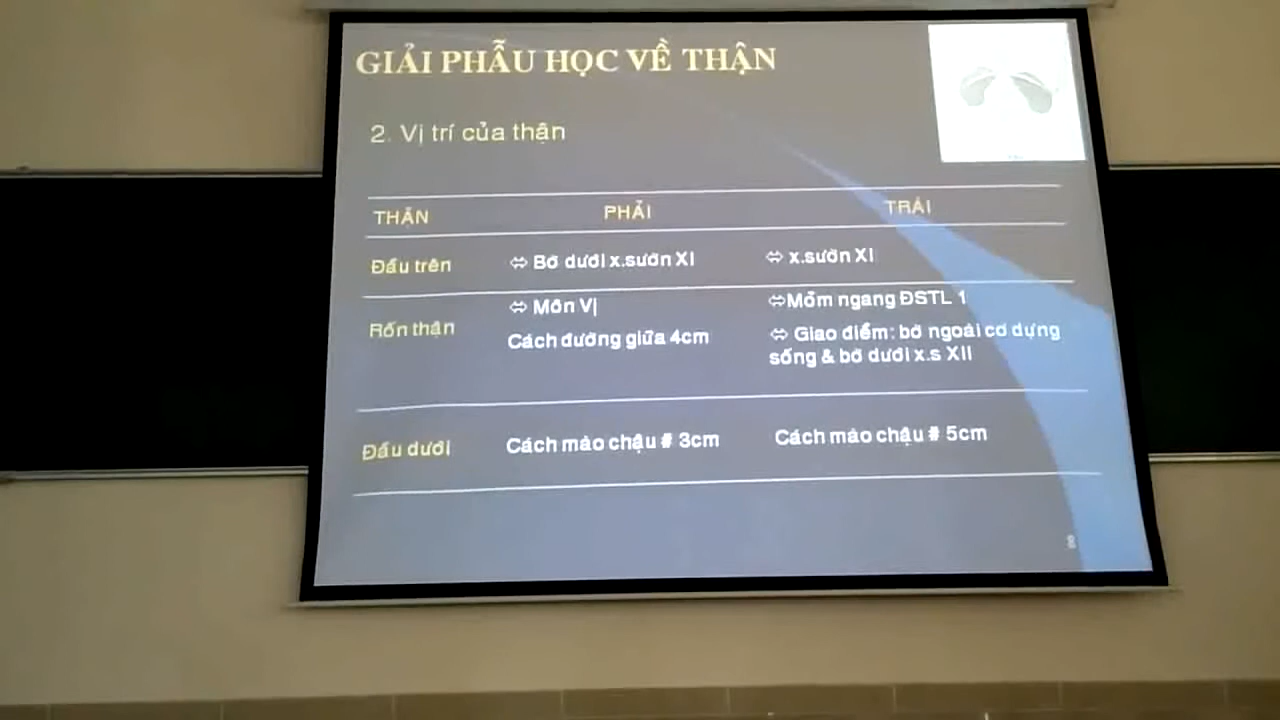 GIẢI PHẪU HỌC VỀ THẬN
2. Vị trí của thận
THẬN PHẢI TRÁI
Đầu trên ⬄ Bờ dưới x.sườn XI ⬄ x.sườn XI
Rốn thận ⬄ Môn Vị ⬄Mỏm ngang ĐSTL 1
Cách đường giữa 4cm ⬄ Giao điểm: bờ ngoài cơ dựng
sống & bờ dưới x.s XII
Đầu dưới Cách mào chậu # 3cm Cách mào chậu # 5cm
8